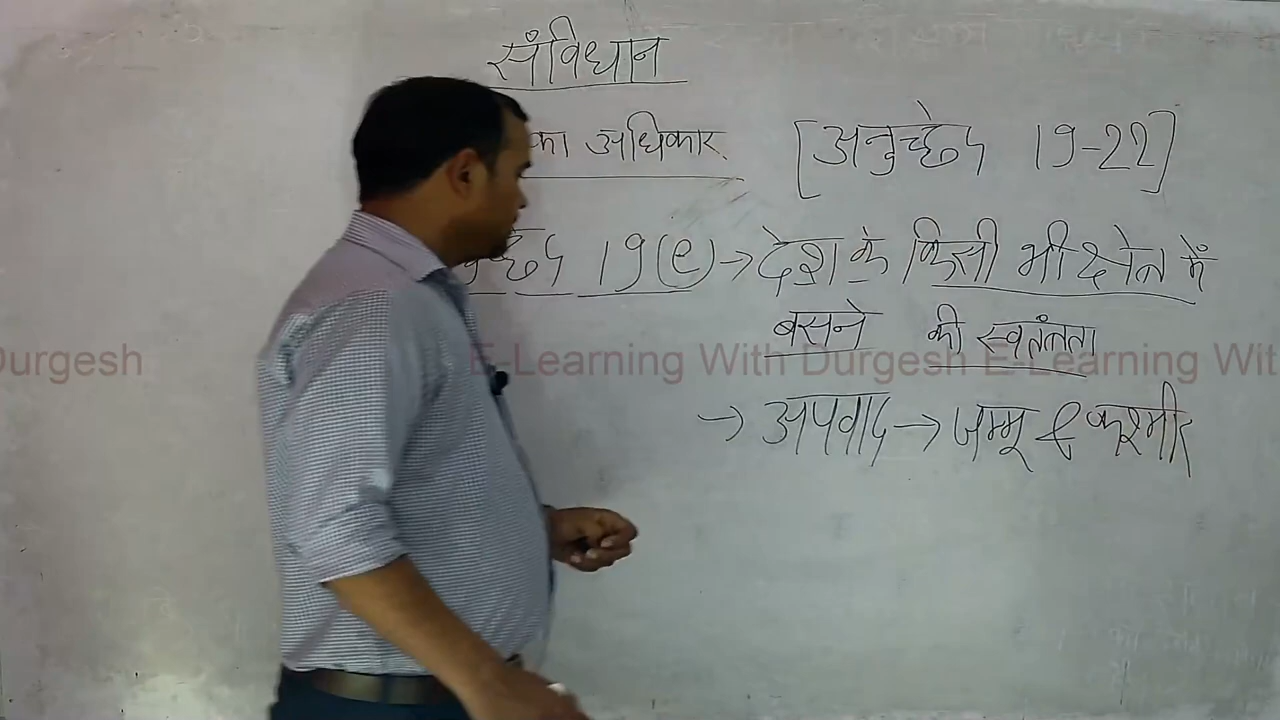 संविधान
का अधिकार. [अनुच्छेद 19-22]
च्छेद 19(e) → देश के किसी भी क्षेत्र में
बसने की स्वतंत्रता
Durgesh E-Learning With Durgesh E-Learning Wit
→ अपवाद → जम्मू & कश्मीर